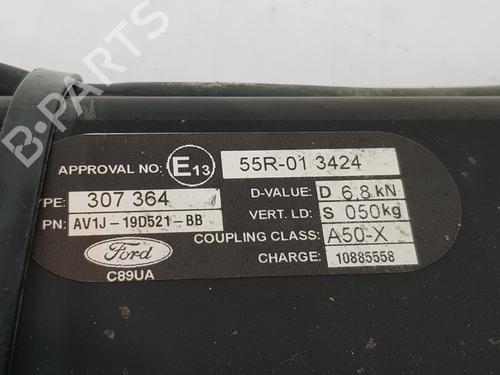 B-PARTS
APPROVAL NO: E13 55R-01 3424
YPE: 307 364 D-VALUE: D 6,8 kN
PN: AV1J-19D521-BB VERT. LD: S 050kg
Ford COUPLING CLASS: A50-X
C89UA CHARGE: 10885558